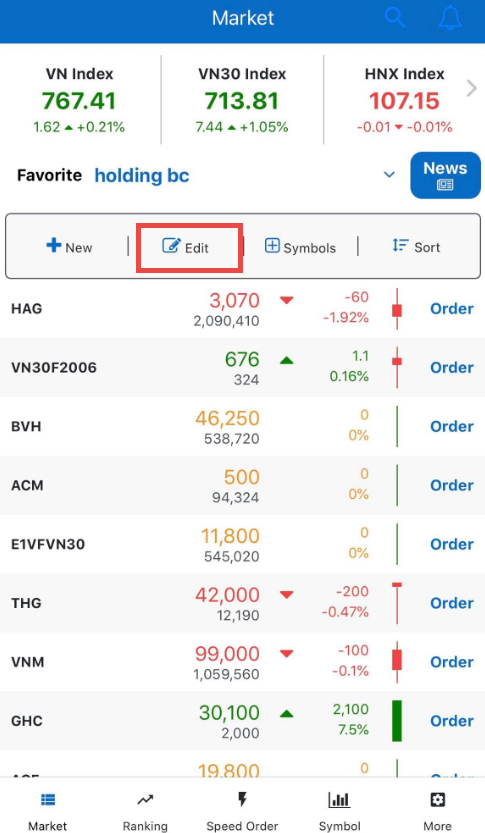 Market
VN Index VN30 Index HNX Index
767.41 713.81 107.15
1.62 +0.21% 7.44 +1.05% -0.01 -0.01%
Favorite holding bc News
New Edit Symbols Sort
HAG 3,070 -60 Order
2,090,410 -1.92%
VN30F2006 676 1.1 Order
324 0.16%
BVH 46,250 0 Order
538,720 0%
ACM 500 0 Order
94,324 0%
E1VFVN30 11,800 0 Order
545,020 0%
THG 42,000 -200 Order
12,190 -0.47%
VNM 99,000 -100 Order
1,059,560 -0.1%
GHC 30,100 2,100 Order
2,000 7.5%
19,800 0
Market Ranking Speed Order Symbol More